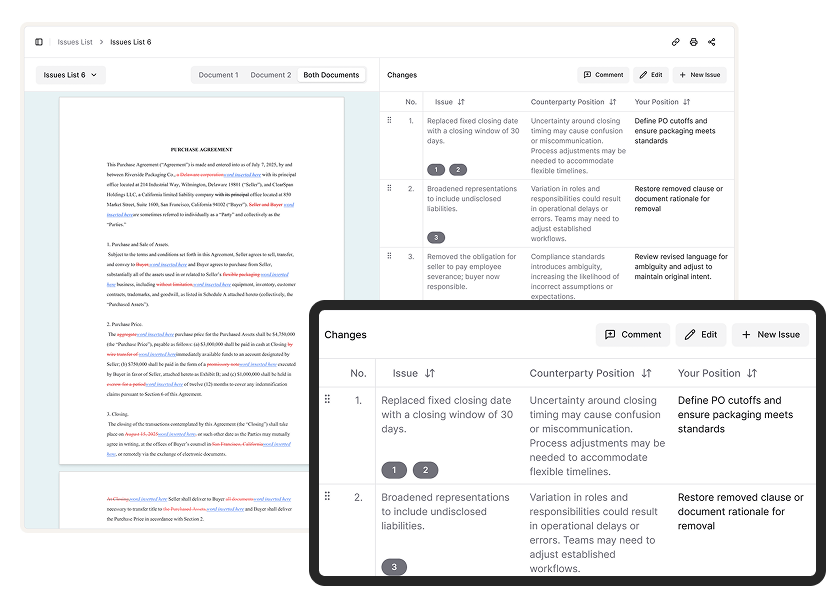 Issues List > Issues List 6
Issues List 6
Document 1 Document 2 Both Documents
PURCHASE AGREEMENT
This Purchase Agreement ("Agreement") is made and entered into as of July 7, 2025, by and
between Riverside Packaging Co., a Delaware corporationword inserted here with its principal
office located at 214 Industrial Way, Wilmington, Delaware 19801 ("Seller"), and ClearSpan
Holdings LLC, a California limited liability company with its principal office located at 850
Market Street, Suite 1600, San Francisco, California 94102 ("Buyer"). Seller and Buyer word
inserted hereare sometimes referred to individually as a "Party" and collectively as the
"Parties."
1. Purchase and Sale of Assets.
Subject to the terms and conditions set forth in this Agreement, Seller agrees to sell, transfer,
and convey to Buyerword inserted here and Buyer agrees to purchase from Seller,
substantially all of the assets used in or related to Seller's flexible packaging word inserted
here business, including without limitationword inserted here equipment, inventory, customer
contracts, trademarks, and goodwill, as listed in Schedule A attached hereto (collectively, the
"Purchased Assets").
2. Purchase Price.
The aggregateword inserted here purchase price for the Purchased Assets shall be $4,750,000
(the "Purchase Price"), payable as follows: (a) $3,000,000 shall be paid in cash at Closing by
wire transfer of word inserted hereimmediately available funds to an account designated by
Seller; (b) $750,000 shall be paid in the form of a promissory noteword inserted here executed
by Buyer in favor of Seller, attached hereto as Exhibit B; and (c) $1,000,000 shall be held in
escrow for a periodword inserted here of twelve (12) months to cover any indemnification
claims pursuant to Section 6 of this Agreement.
3. Closing.
The closing of the transactions contemplated by this Agreement (the "Closing") shall take
place on August 15, 2025word inserted here, or such other date as the Parties may mutually
agree in writing, at the offices of Buyer's counsel in San Francisco, Californiaword inserted
here, or remotely via the exchange of electronic documents.
At Closing,word inserted here Seller shall deliver to Buyer all documents word inserted here
necessary to transfer title to the Purchased Assets,word inserted here and Buyer shall deliver
the Purchase Price in accordance with Section 2.
Changes
Comment Edit New Issue
No. Issue Counterparty Position Your Position
1. Replaced fixed closing date Uncertainty around closing Define PO cutoffs and
with a closing window of 30 timing may cause confusion ensure packaging meets
days. or miscommunication. standards
Process adjustments may be
needed to accommodate
1 2 flexible timelines.
2. Broadened representations Variation in roles and Restore removed clause or
to include undisclosed responsibilities could result document rationale for
liabilities. in operational delays or removal
errors. Teams may need to
adjust established
3 workflows.
3. Removed the obligation for Compliance standards Review revised language for
seller to pay employee introduces ambiguity, ambiguity and adjust to
severance; buyer now increasing the likelihood of maintain original intent.
responsible. incorrect assumptions or
expectations.
Changes
Comment Edit New Issue
No. Issue Counterparty Position Your Position
1. Replaced fixed closing date Uncertainty around closing Define PO cutoffs and
with a closing window of 30 timing may cause confusion ensure packaging meets
days. or miscommunication. standards
Process adjustments may be
needed to accommodate
1 2 flexible timelines.
2. Broadened representations Variation in roles and Restore removed clause or
to include undisclosed responsibilities could result document rationale for
liabilities. in operational delays or removal
errors. Teams may need to
adjust established
3 workflows.